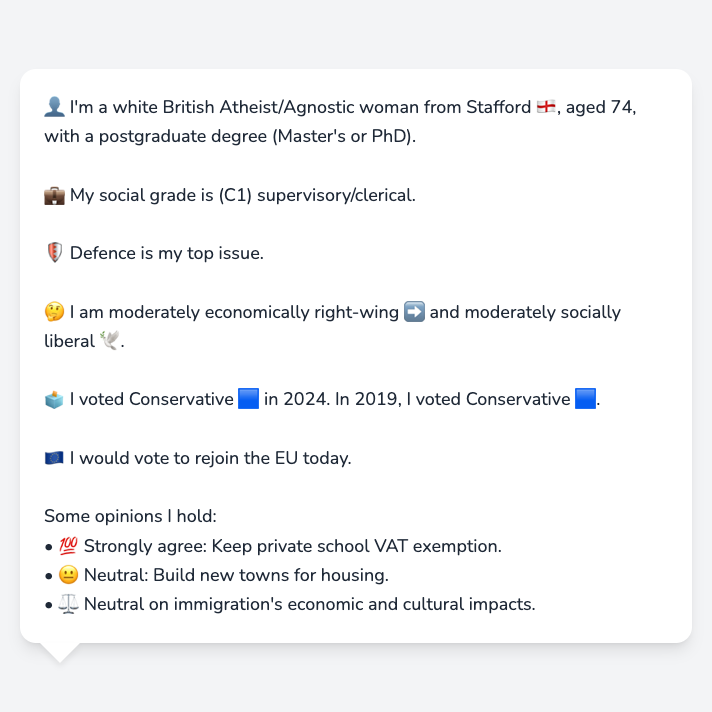 👤 I'm a white British Atheist/Agnostic woman from Stafford 🏴󠁧󠁢󠁥󠁮󠁧󠁿, aged 74,
with a postgraduate degree (Master's or PhD).
💼 My social grade is (C1) supervisory/clerical.
🛡️ Defence is my top issue.
🤔 I am moderately economically right-wing ➡️ and moderately socially
liberal 🕊️.
🗳️ I voted Conservative 🟦 in 2024. In 2019, I voted Conservative 🟦.
🇪🇺 I would vote to rejoin the EU today.
Some opinions I hold:
• 💯 Strongly agree: Keep private school VAT exemption.
• 😐 Neutral: Build new towns for housing.
• ⚖️ Neutral on immigration's economic and cultural impacts.